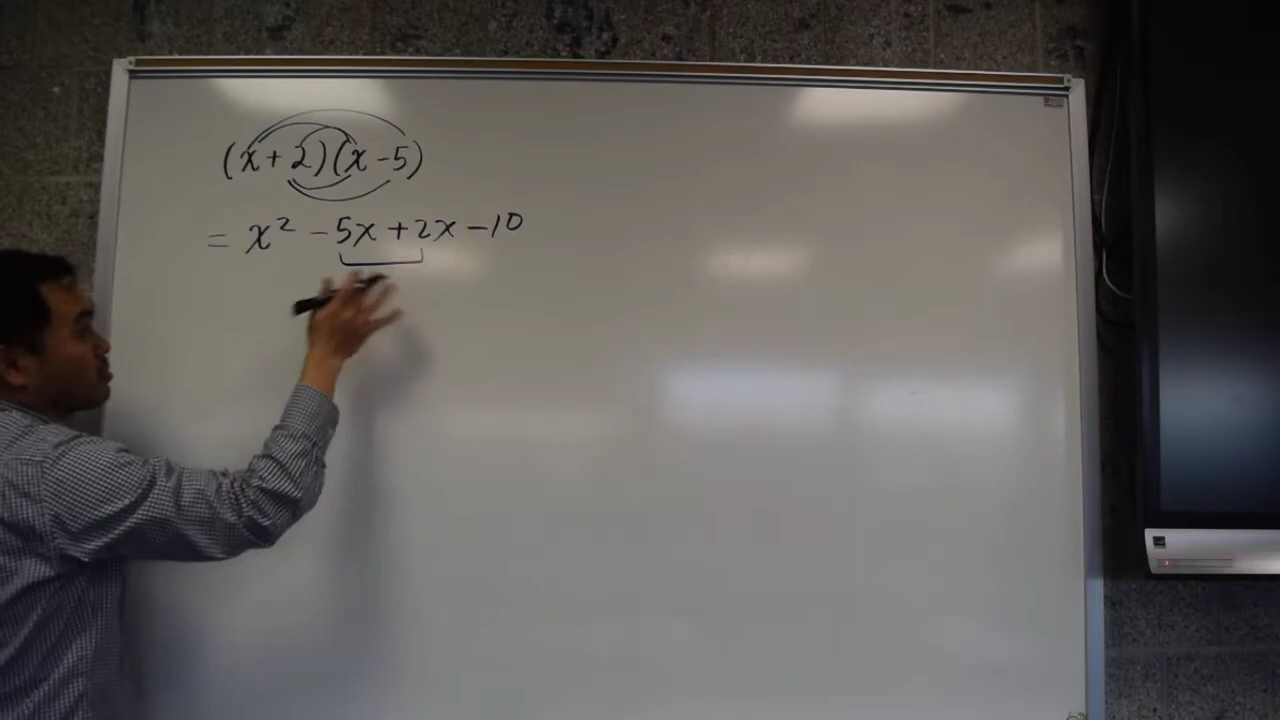 (x+2)(x-5)
= x² - 5x + 2x - 10